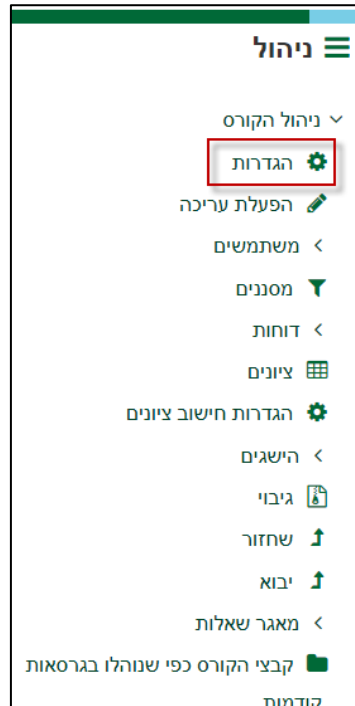 ניהול
ניהול הקורס
הגדרות
הפעלת עריכה
משתמשים
מסננים
דוחות
ציונים
הגדרות חישוב ציונים
הישגים
גיבוי
שחזור
יבוא
מאגר שאלות
קבצי הקורס כפי שנוהלו בגרסאות
קודמות